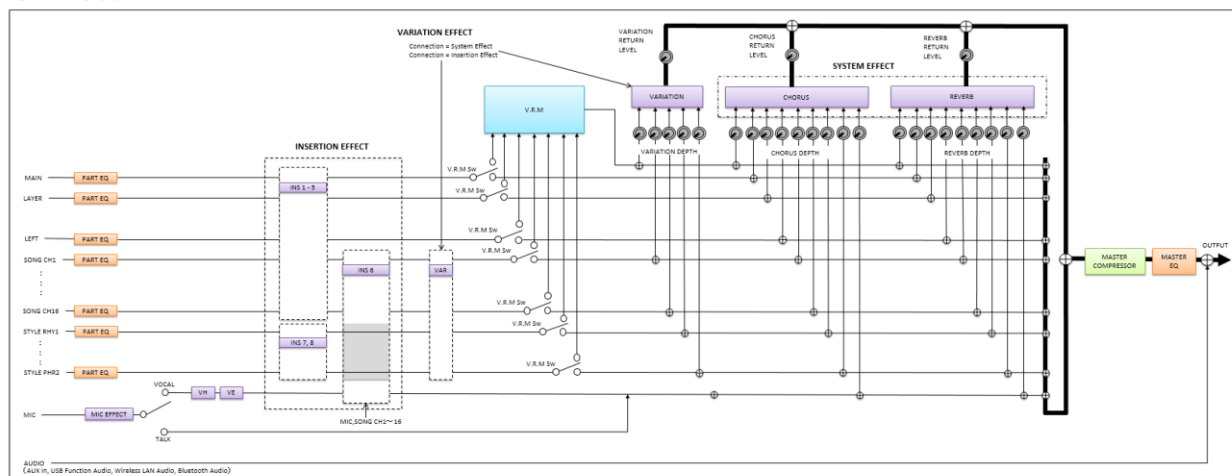 VARIATION EFFECT
Connection = System Effect
Connection = Insertion Effect
VARIATION
RETURN
LEVEL
CHORUS
RETURN
LEVEL
REVERB
RETURN
LEVEL
SYSTEM EFFECT
V.R.M
VARIATION
CHORUS
REVERB
VARIATION DEPTH
CHORUS DEPTH
REVERB DEPTH
INSERTION EFFECT
MAIN
PART EQ
INS 1 - 5
V.R.M Sw
LAYER
PART EQ
V.R.M Sw
LEFT
PART EQ
V.R.M Sw
SONG CH1
PART EQ
INS 6
VAR
V.R.M Sw
MASTER
COMPRESSOR
MASTER
EQ
OUTPUT
SONG CH16
PART EQ
V.R.M Sw
STYLE RHY1
PART EQ
V.R.M Sw
INS 7, 8
STYLE PHR2
PART EQ
V.R.M Sw
VOCAL
VH
VE
MIC
MIC EFFECT
TALK
MIC,SONG CH1～16
AUDIO
(AUX In, USB Function Audio, Wireless LAN Audio, Bluetooth Audio)